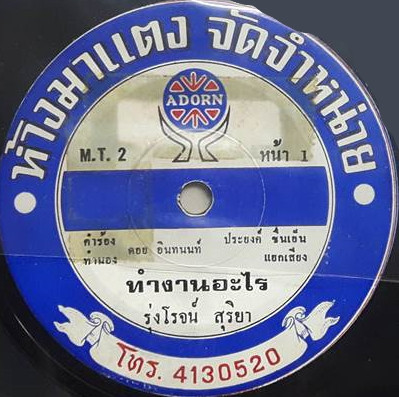 ห้างมาแตง จัดจำหน่าย
ADORN
M.T. 2 หน้า 1
คำร้อง
ทำนอง ดอย อินทนนท์ ประยงค์ ชื่นเย็น
แยกเสียง
ทำงานอะไร
รุ่งโรจน์ สุริยา
โทร. 4130520